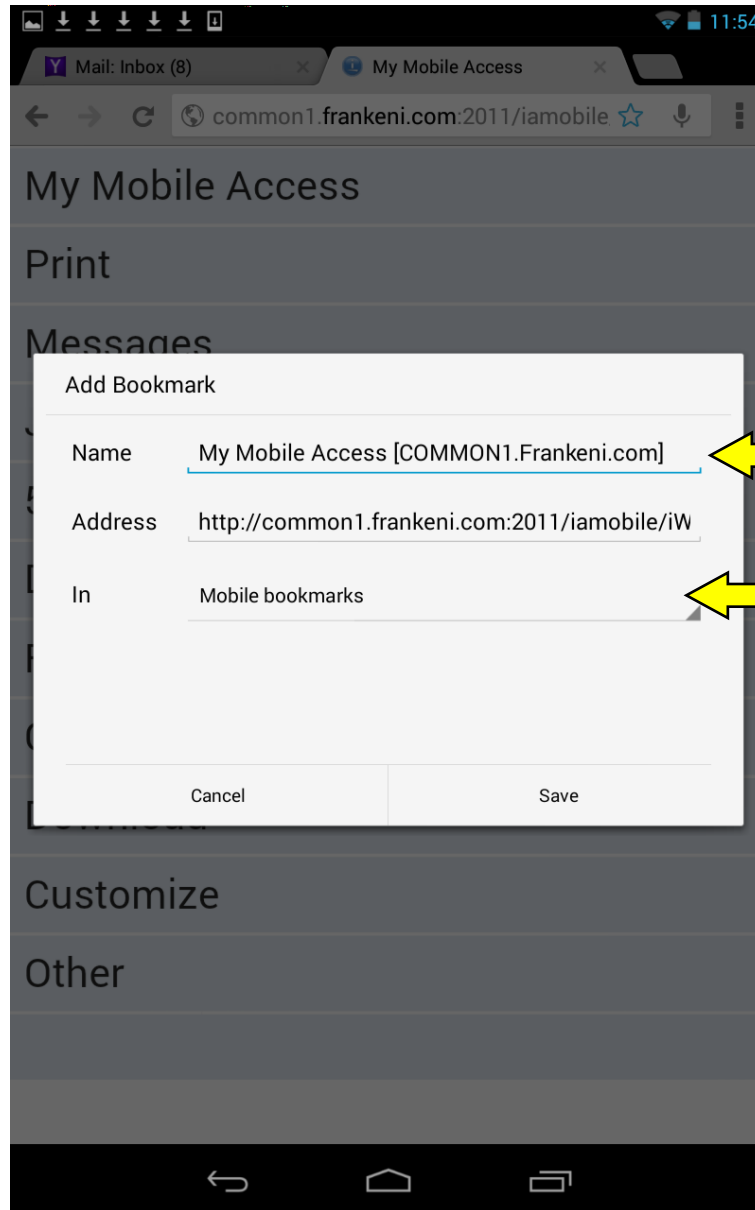 11:54
Mail: Inbox (8)
My Mobile Access
common1.frankeni.com:2011/iamobile
My Mobile Access
Print
Messages
Add Bookmark
Name My Mobile Access [COMMON1.Frankeni.com]
Address http://common1.frankeni.com:2011/iamobile/iW
In Mobile bookmarks
Cancel Save
Download
Customize
Other